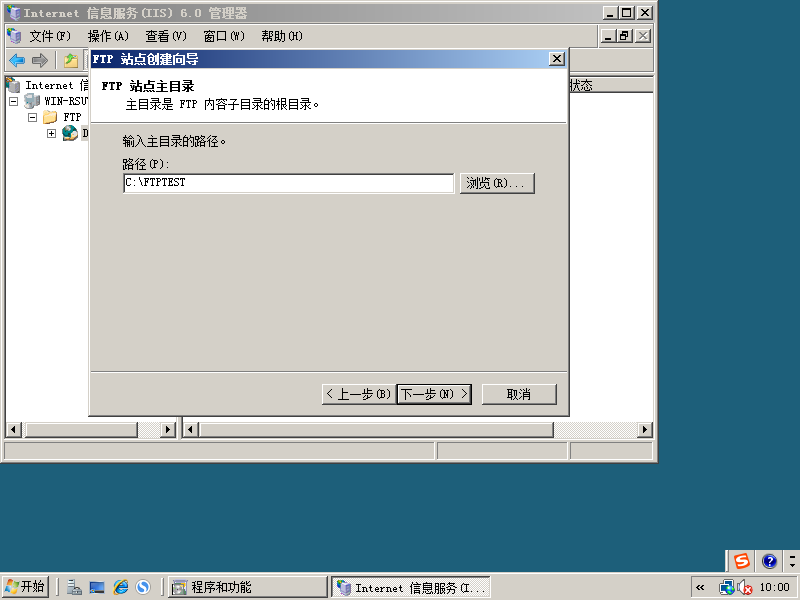 Internet 信息服务(IIS) 6.0 管理器
文件(F) 操作(A) 查看(V) 窗口(W) 帮助(H)
FTP 站点创建向导
FTP 站点主目录
主目录是 FTP 内容子目录的根目录。
Internet 信
状态
WIN-RSU
FTP
D
输入主目录的路径。
路径(P):
C:\FTPTEST
浏览(R)...
< 上一步(B)
下一步(N) >
取消
开始
程序和功能
Internet 信息服务(I...
«
10:00